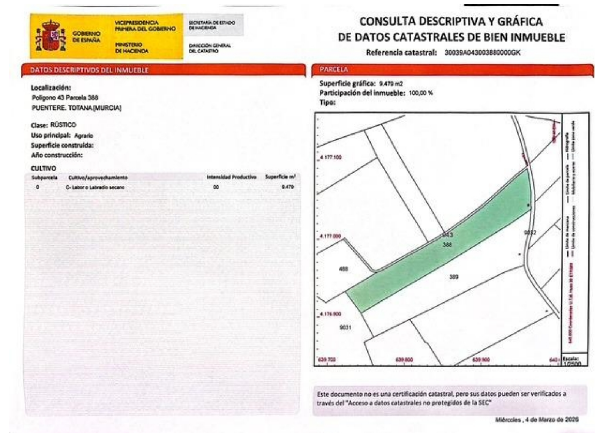 GOBIERNO
DE ESPAÑA
VICEPRESIDENCIA
PRIMERA DEL GOBIERNO
MINISTERIO
DE HACIENDA
SECRETARÍA DE ESTADO
DE HACIENDA
DIRECCIÓN GENERAL
DEL CATASTRO
CONSULTA DESCRIPTIVA Y GRÁFICA
DE DATOS CATASTRALES DE BIEN INMUEBLE
Referencia catastral: 30039A043003880000GK
DATOS DESCRIPTIVOS DEL INMUEBLE
Localización:
Polígono 43 Parcela 388
PUENTERE. TOTANA [MURCIA]
Clase: RÚSTICO
Uso principal: Agrario
Superficie construida:
Año construcción:
CULTIVO
Subparcela Cultivo/aprovechamiento Intensidad Productiva Superficie m²
0 C- Labor o Labradío secano 00 9.479
PARCELA
Superficie gráfica: 9.479 m2
Participación del inmueble: 100,00 %
Tipo:
4.177.100
4.177.000
4.176.900
388
389
488
9031
639.700
639.800
639.900
Escala:
1/2500
Este documento no es una certificación catastral, pero sus datos pueden ser verificados a
través del "Acceso a datos catastrales no protegidos de la SEC"
Miércoles , 4 de Marzo de 2026